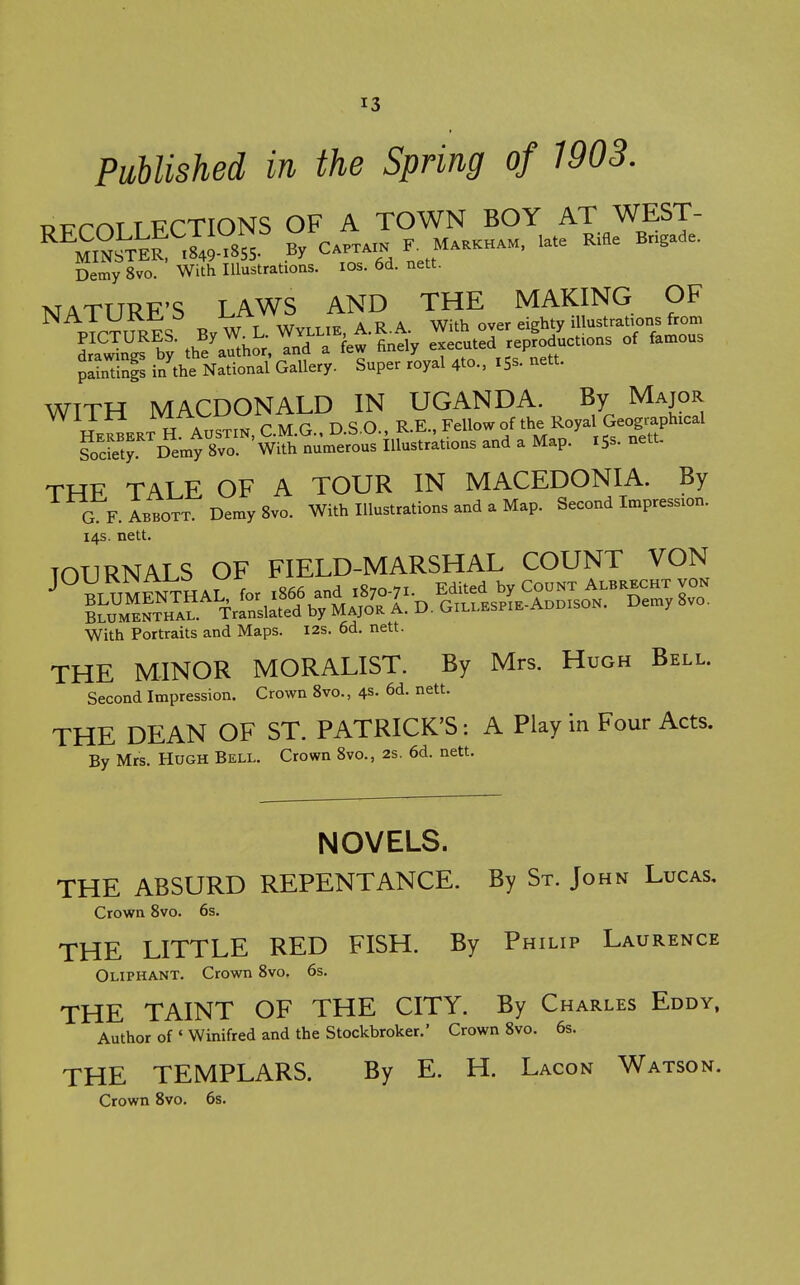 13
Published in the Spring of 1903.
RECOLLECTIONS OF A TOWN BOY AT WEST-
MINSTER, 1849-1855. By Captain F. Markham, late Rifle Brigade.
Demy 8vo. With Illustrations. 10s. 6d. nett.
NATURE'S LAWS AND THE MAKING OF
PICTURES. By W. L. Wyllie, A.R.A. With over eighty illustrations from
drawings by the author, and a few finely executed reproductions of famous
paintings in the National Gallery. Super royal 4to., 15s. nett.
WITH MACDONALD IN UGANDA. By Major
Herbert H. Austin, C.M.G., D.S.O., R.E., Fellow of the Royal Geographical
Society. Demy 8vo. With numerous Illustrations and a Map. 15s. nett.
THE TALE OF A TOUR IN MACEDONIA. By
G. F. Abbott. Demy 8vo. With Illustrations and a Map. Second Impression.
14s. nett.
JOURNALS OF FIELD-MARSHAL COUNT VON
BLUMENTHAL, for 1866 and 1870-71. Edited by Count Albrecht von
Blumenthal. Translated by Major A. D. Gillespie-Addison. Demy 8vo.
With Portraits and Maps. 12s. 6d. nett.
THE MINOR MORALIST. By Mrs. Hugh Bell.
Second Impression. Crown 8vo., 4s. 6d. nett.
THE DEAN OF ST. PATRICK'S: A Play in Four Acts.
By Mrs. Hugh Bell. Crown 8vo., 2s. 6d. nett.
NOVELS.
THE ABSURD REPENTANCE. By St. John Lucas.
Crown 8vo. 6s.
THE LITTLE RED FISH. By Philip Laurence
Oliphant. Crown 8vo. 6s.
THE TAINT OF THE CITY. By Charles Eddy,
Author of ' Winifred and the Stockbroker.' Crown 8vo. 6s.
THE TEMPLARS. By E. H. Lacon Watson.
Crown 8vo. 6s.